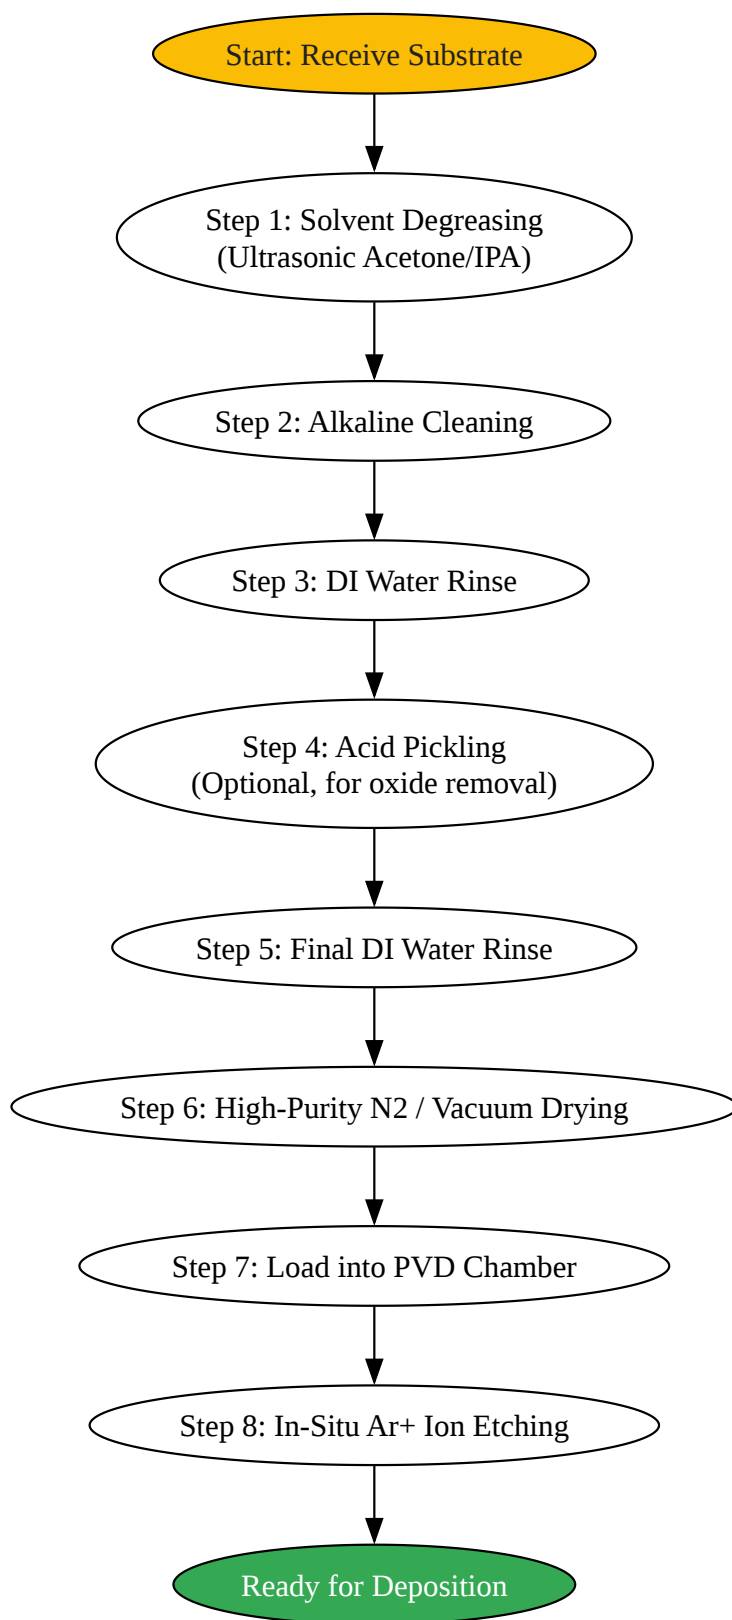 Start: Receive Substrate
Step 1: Solvent Degreasing
(Ultrasonic Acetone/IPA)
Step 2: Alkaline Cleaning
Step 3: DI Water Rinse
Step 4: Acid Pickling
(Optional, for oxide removal)
Step 5: Final DI Water Rinse
Step 6: High-Purity N2 / Vacuum Drying
Step 7: Load into PVD Chamber
Step 8: In-Situ Ar+ Ion Etching
Ready for Deposition